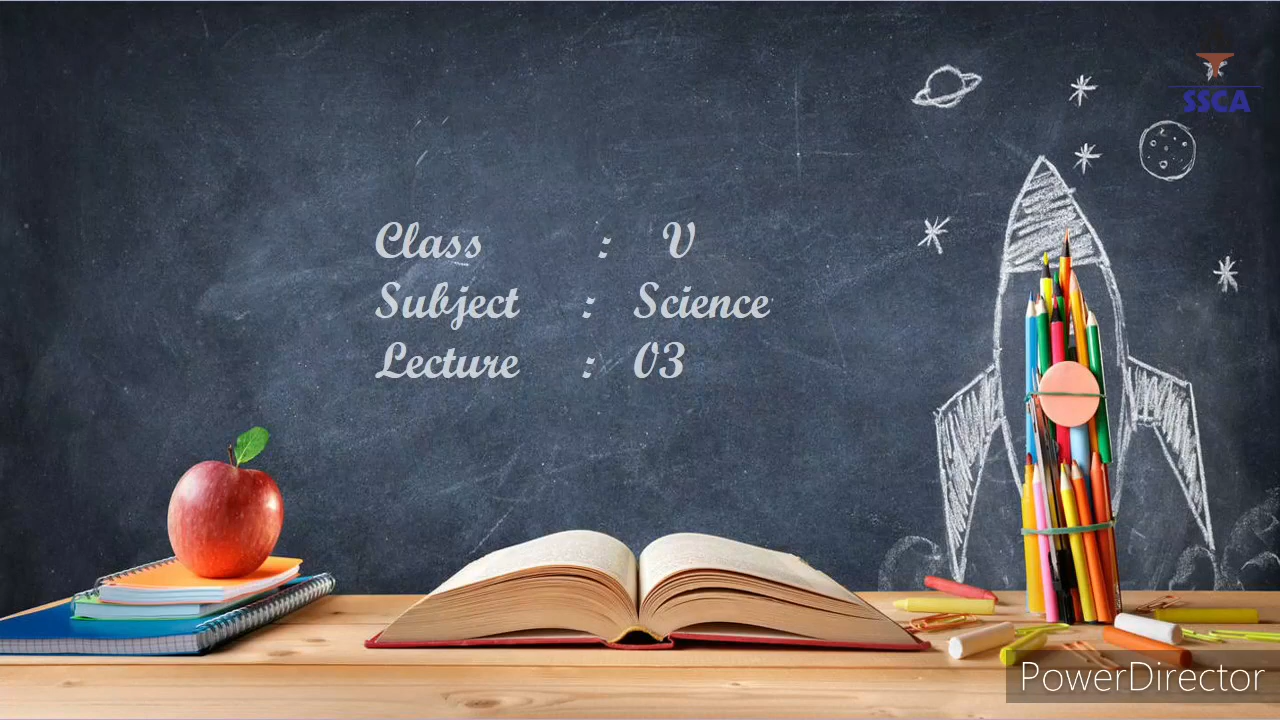 SSCA
Class : V
Subject : Science
Lecture : 03
PowerDirector